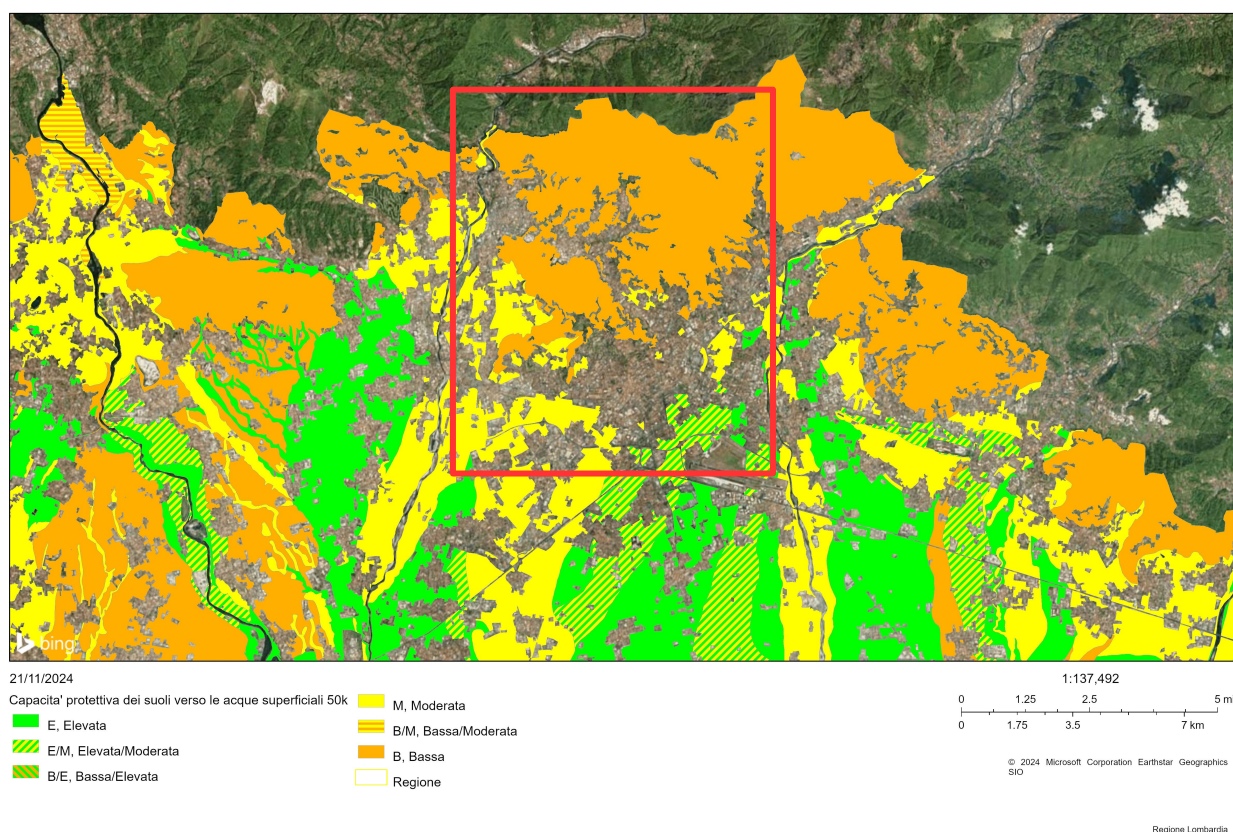 bing
21/11/2024
1:137,492
Capacita' protettiva dei suoli verso le acque superficiali 50k
E, Elevata
E/M, Elevata/Moderata
B/E, Bassa/Elevata
M, Moderata
B/M, Bassa/Moderata
B, Bassa
Regione
0 1.25 2.5 5 mi
0 1.75 3.5 7 km
© 2024 Microsoft Corporation Earthstar Geographics
SIO
Regione Lombardia